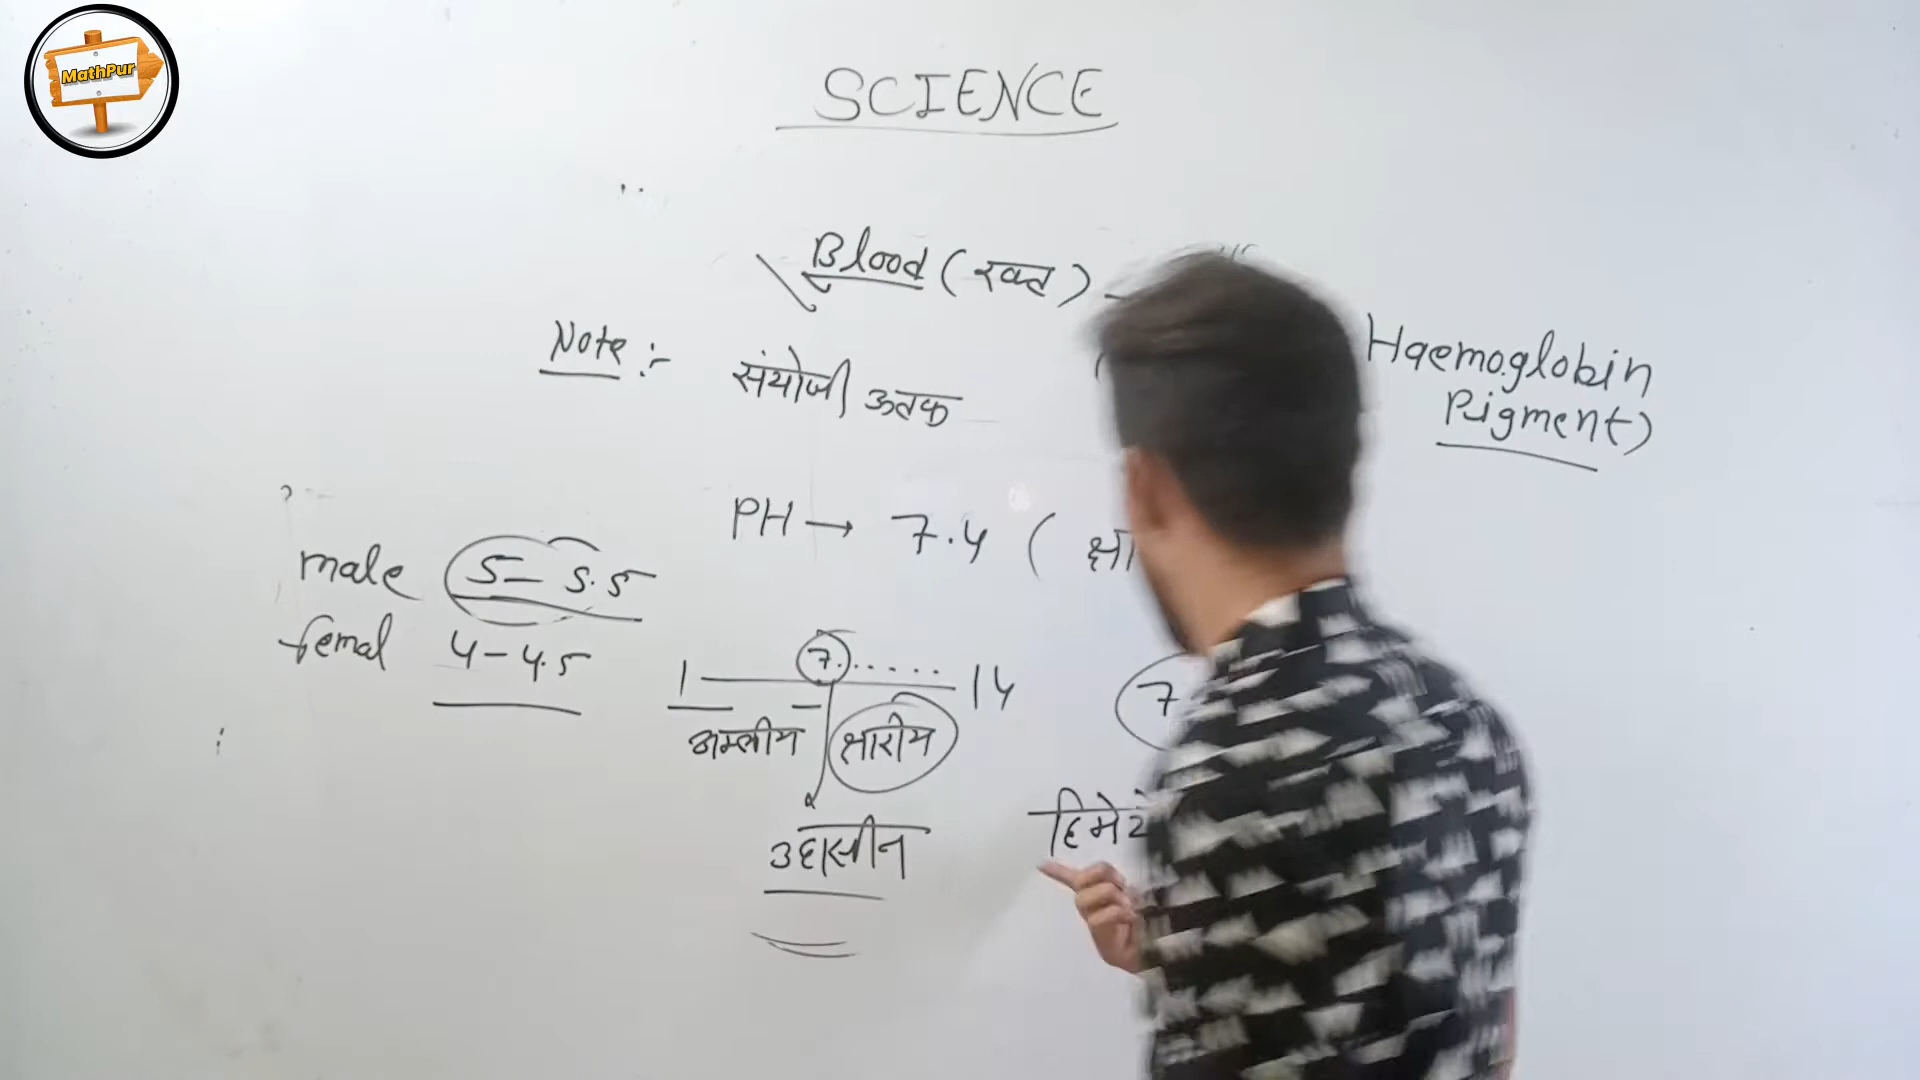 MathPur
SCIENCE
Blood (रक्त) –
Haemoglobin
Pigment)
Note :-
संयोजी ऊतक
PH → 7.4 ( क्षा
male 5 – 5.5
femal 4 – 4.5
1 7 ...... 14
7
अम्लीय क्षारीय
उदासीन